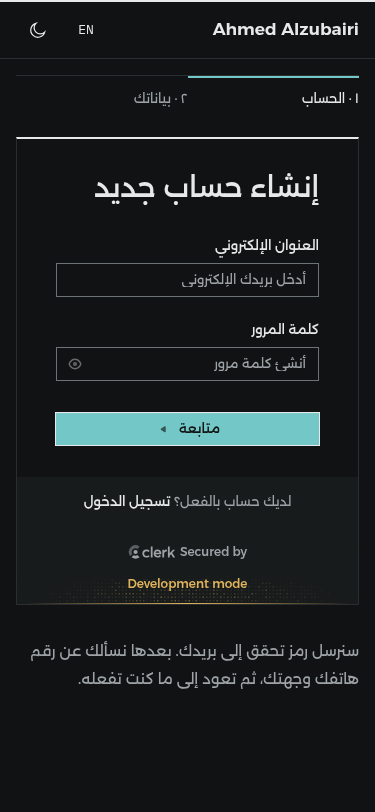 Ahmed Alzubairi
EN
٠١ · الحساب
٠٢ · بياناتك
إنشاء حساب جديد
العنوان الإلكتروني
أدخل بريدك الإلكتروني
كلمة المرور
أنشئ كلمة مرور
متابعة
لديك حساب بالفعل؟ تسجيل الدخول
Secured by clerk
Development mode
سنرسل رمز تحقق إلى بريدك. بعدها نسألك عن رقم
هاتفك وجهتك، ثم تعود إلى ما كنت تفعله.